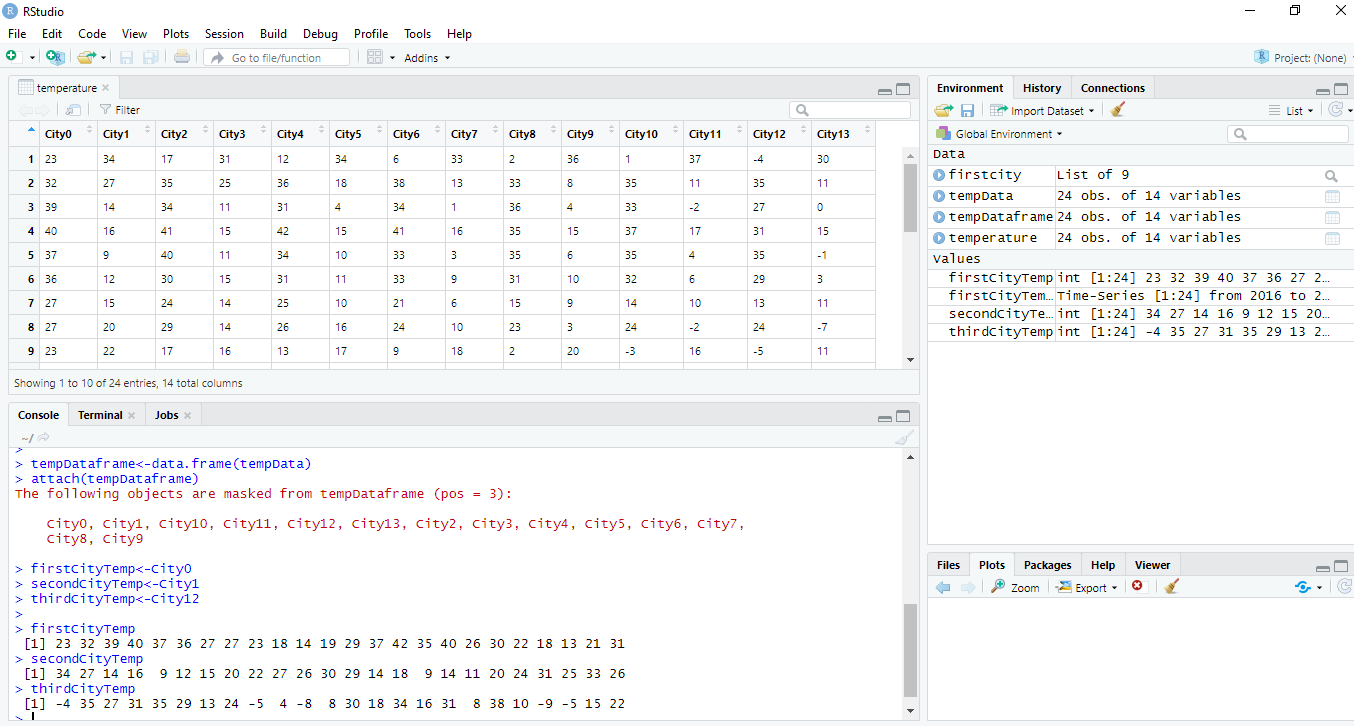 RStudio
File Edit Code View Plots Session Build Debug Profile Tools Help
Go to file/function Addins Project: (None)
temperature
Filter
City0 City1 City2 City3 City4 City5 City6 City7 City8 City9 City10 City11 City12 City13
1 23 34 17 31 12 34 6 33 2 36 1 37 -4 30
2 32 27 35 25 36 18 38 13 33 8 35 11 35 11
3 39 14 34 11 31 4 34 1 36 4 33 -2 27 0
4 40 16 41 15 42 15 41 16 35 15 37 17 31 15
5 37 9 40 11 34 10 33 3 35 6 35 4 35 -1
6 36 12 30 15 31 11 33 9 31 10 32 6 29 3
7 27 15 24 14 25 10 21 6 15 9 14 10 13 11
8 27 20 29 14 26 16 24 10 23 3 24 -2 24 -7
9 23 22 17 16 13 17 9 18 2 20 -3 16 -5 11
Showing 1 to 10 of 24 entries, 14 total columns
Console Terminal Jobs
~/
>
> tempDataframe<-data.frame(tempData)
> attach(tempDataframe)
The following objects are masked from tempDataframe (pos = 3):
City0, City1, City10, City11, City12, City13, City2, City3, City4, City5, City6, City7,
City8, City9
> firstCityTemp<-City0
> secondCityTemp<-City1
> thirdCityTemp<-City12
>
> firstCityTemp
[1] 23 32 39 40 37 36 27 27 23 18 14 19 29 37 42 35 40 26 30 22 18 13 21 31
> secondCityTemp
[1] 34 27 14 16 9 12 15 20 22 27 26 30 29 14 18 9 14 11 20 24 31 25 33 26
> thirdCityTemp
[1] -4 35 27 31 35 29 13 24 -5 4 -8 8 30 18 34 16 31 8 38 10 -9 -5 15 22
>
Environment History Connections
Import Dataset List
Global Environment
Data
firstcity List of 9
tempData 24 obs. of 14 variables
tempDataframe 24 obs. of 14 variables
temperature 24 obs. of 14 variables
Values
firstCityTemp int [1:24] 23 32 39 40 37 36 27 2…
firstCityTem… Time-Series [1:24] from 2016 to 2…
secondCityTe… int [1:24] 34 27 14 16 9 12 15 20…
thirdCityTemp int [1:24] -4 35 27 31 35 29 13 2…
Files Plots Packages Help Viewer
Zoom Export